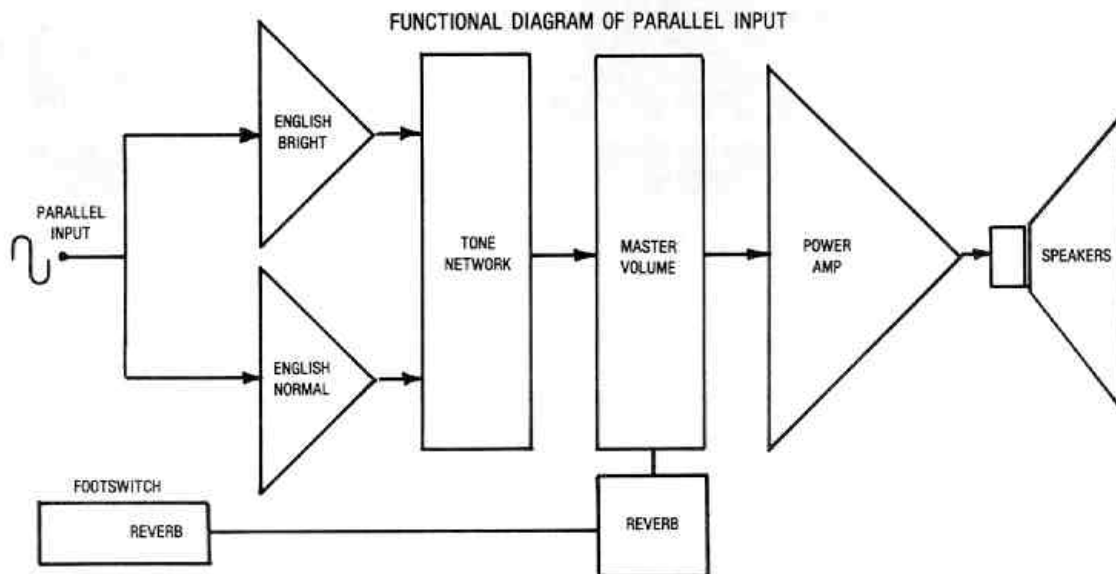 FUNCTIONAL DIAGRAM OF PARALLEL INPUT
ENGLISH
BRIGHT
PARALLEL
INPUT
TONE
NETWORK
MASTER
VOLUME
POWER
AMP
SPEAKERS
ENGLISH
NORMAL
FOOTSWITCH
REVERB
REVERB